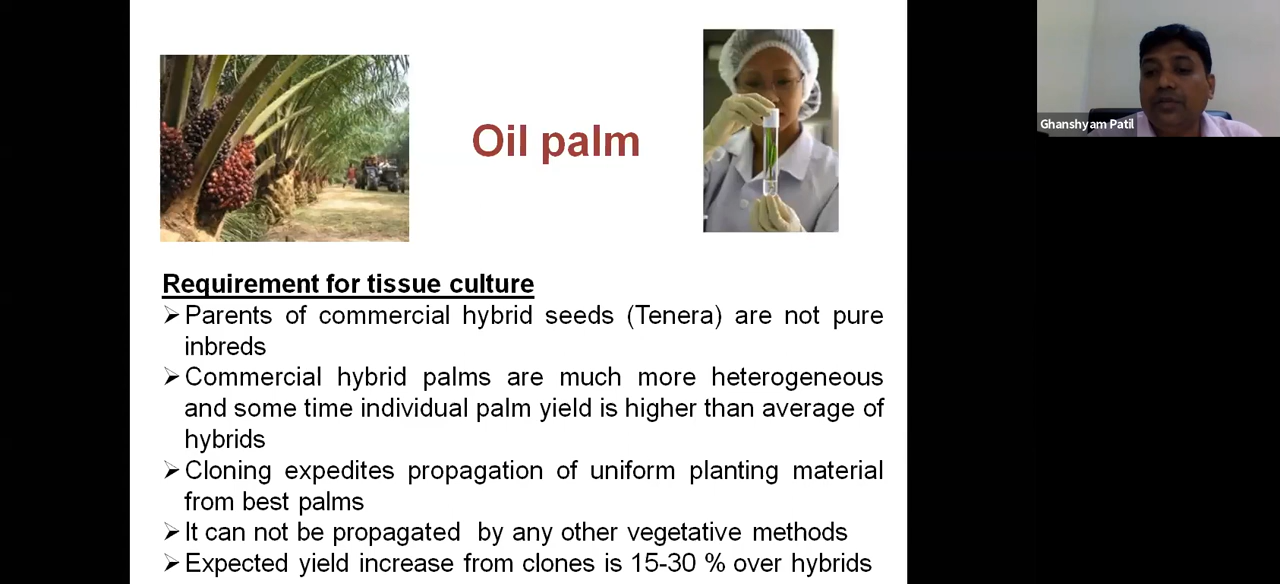 Oil palm
Ghanshyam Patil
Requirement for tissue culture
➢Parents of commercial hybrid seeds (Tenera) are not pure
inbreds
➢Commercial hybrid palms are much more heterogeneous
and some time individual palm yield is higher than average of
hybrids
➢Cloning expedites propagation of uniform planting material
from best palms
➢It can not be propagated by any other vegetative methods
➢Expected yield increase from clones is 15-30 % over hybrids